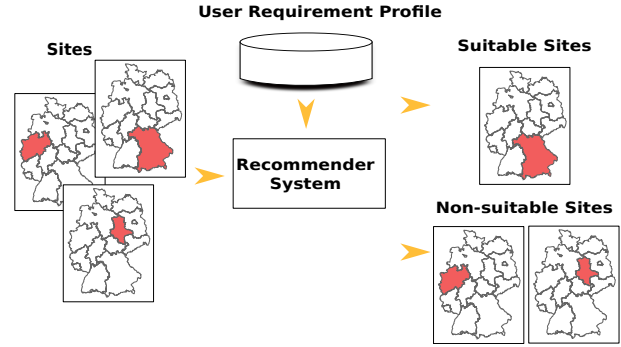 User Requirement Profile
Sites
Suitable Sites
Recommender
System
Non-suitable Sites